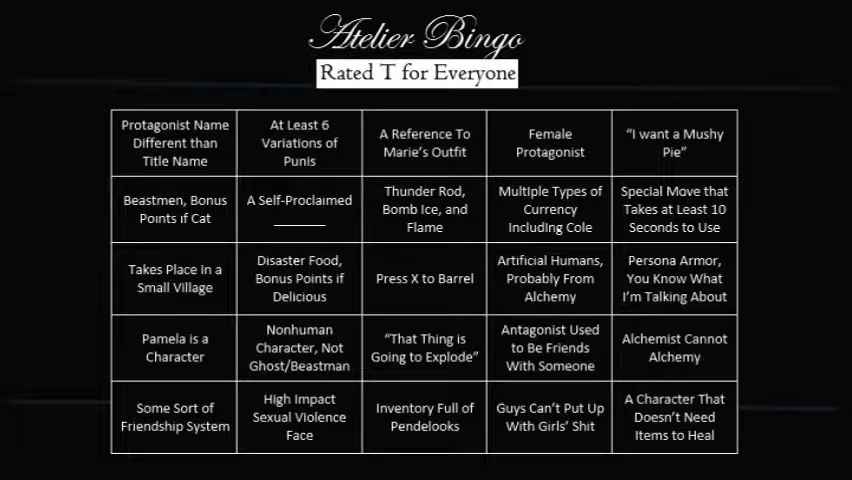 Atelier Bingo
Rated T for Everyone
Protagonist Name
Different than
Title Name
At Least 6
Variations of
Punis
A Reference To
Marie's Outfit
Female
Protagonist
"I want a Mushy
Pie"
Beastmen, Bonus
Points if Cat
A Self-Proclaimed
________
Thunder Rod,
Bomb Ice, and
Flame
Multiple Types of
Currency
Including Cole
Special Move that
Takes at Least 10
Seconds to Use
Takes Place in a
Small Village
Disaster Food,
Bonus Points if
Delicious
Press X to Barrel
Artificial Humans,
Probably From
Alchemy
Persona Armor,
You Know What
I'm Talking About
Pamela is a
Character
Nonhuman
Character, Not
Ghost/Beastman
"That Thing is
Going to Explode"
Antagonist Used
to Be Friends
With Someone
Alchemist Cannot
Alchemy
Some Sort of
Friendship System
High Impact
Sexual Violence
Face
Inventory Full of
Pendelooks
Guys Can't Put Up
With Girls' Shit
A Character That
Doesn't Need
Items to Heal